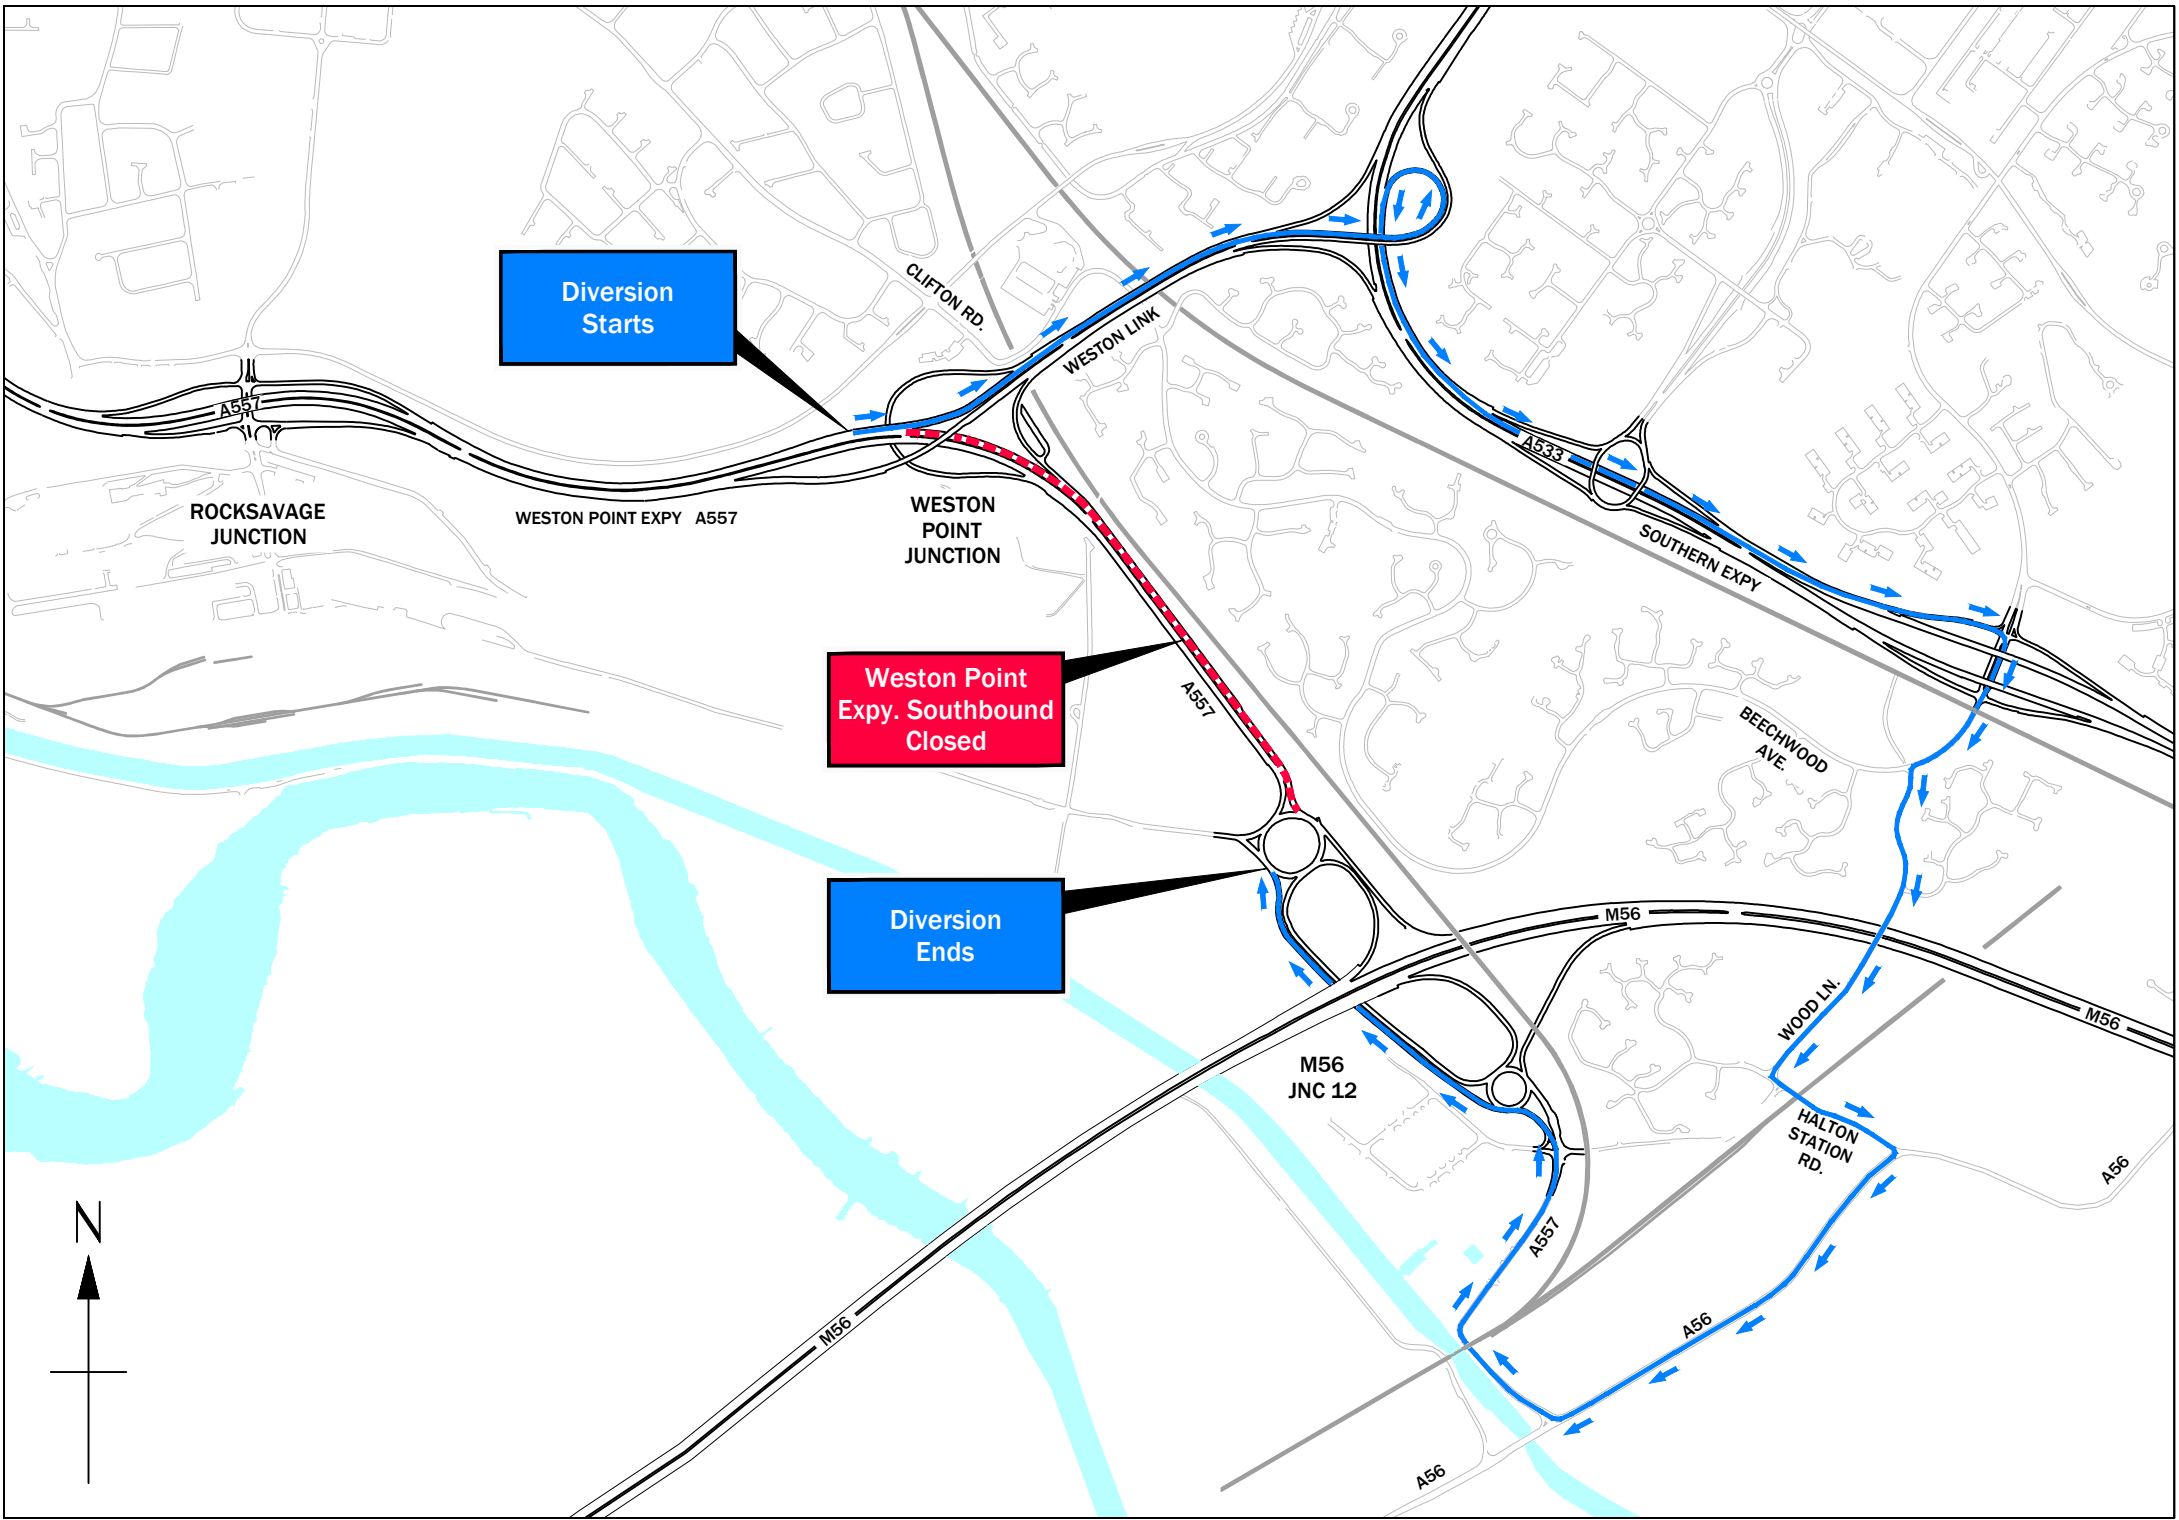 Diversion
Starts
CLIFTON RD.
WESTON LINK
A557
ROCKSAVAGE
JUNCTION
WESTON POINT EXPY A557
WESTON
POINT
JUNCTION
A533
SOUTHERN EXPY
Weston Point
Expy. Southbound
Closed
A557
BEECHWOOD
AVE.
Diversion
Ends
M56
WOOD LN.
M56
M56
JNC 12
HALTON
STATION
RD.
A56
N
A557
M56
A56
A56